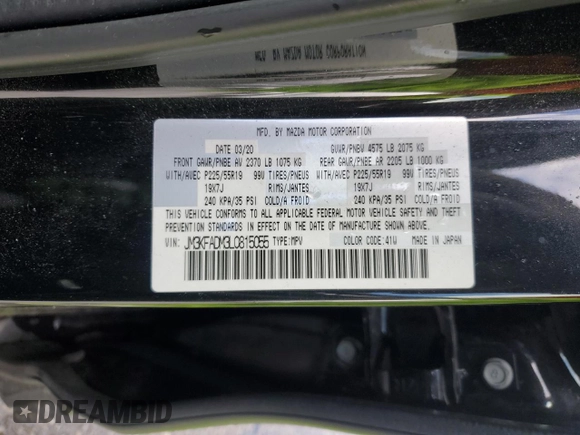 MFD. BY MAZDA MOTOR CORPORATION
DATE 03/20 GVWR/PNBV 4575 LB 2075 KG
FRONT GAWR/PNBE AV 2370 LB 1075 KG REAR GAWR/PNBE AR 2205 LB 1000 KG
WITH/AVEC P225/55R19 99V TIRES/PNEUS WITH/AVEC P225/55R19 99V TIRES/PNEUS
19X7J RIMS/JANTES 19X7J RIMS/JANTES
240 KPA/35 PSI COLD/A FROID 240 KPA/35 PSI COLD/A FROID
THIS VEHICLE CONFORMS TO ALL APPLICABLE FEDERAL MOTOR VEHICLE SAFETY AND THEFT
PREVENTION STANDARDS IN EFFECT ON THE DATE OF MANUFACTURE SHOWN ABOVE.
VIN: JM3KFADM3L0815055 TYPE:MPV COLOR CODE:41W MADE IN JAPAN
DREAMBID